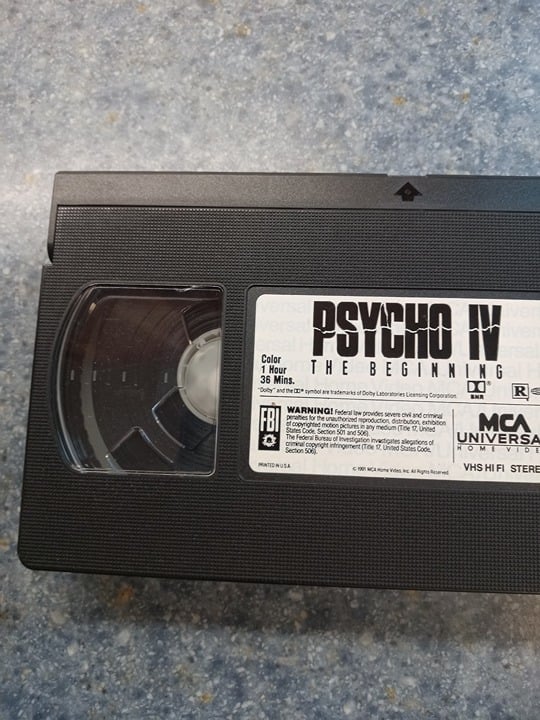 PSYCHO IV
THE BEGINNING
Color
1 Hour
36 Mins.
DOLBY
BNR
R
"Dolby" and the DD symbol are trademarks of Dolby Laboratories Licensing Corporation.
FBI
WARNING! Federal law provides severe civil and criminal
penalties for the unauthorized reproduction, distribution, exhibition
of copyrighted motion pictures in any medium (Title 17, United
States Code, Section 501 and 506).
The Federal Bureau of Investigation investigates allegations of
criminal copyright infringement (Title 17, United States Code,
Section 506).
PRINTED IN U.S.A.
© 1991 MCA Home Video, Inc. All Rights Reserved.
MCA
UNIVERSA
HOME VIDE
VHS HI FI STERE